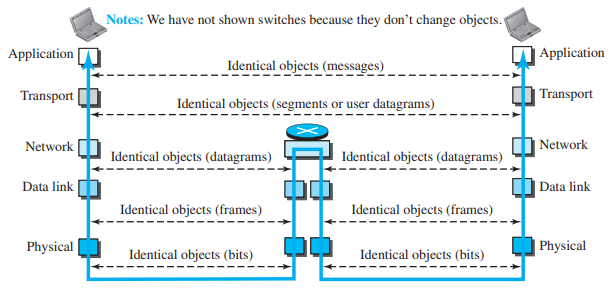 Notes: We have not shown switches because they don't change objects.
Application
Application
Identical objects (messages)
Transport
Transport
Identical objects (segments or user datagrams)
Network
Network
Identical objects (datagrams)
Identical objects (datagrams)
Data link
Data link
Identical objects (frames)
Identical objects (frames)
Physical
Physical
Identical objects (bits)
Identical objects (bits)